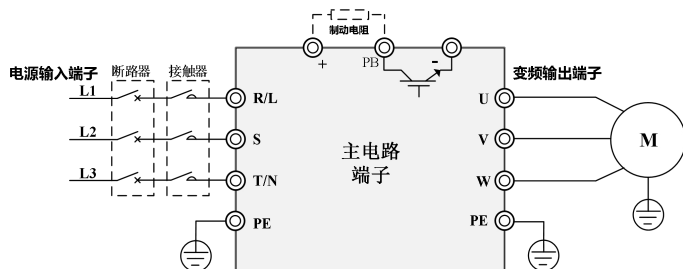 制动电阻
+
PB
-
电源输入端子
断路器
接触器
变频输出端子
L1
R/L
U
L2
S
V
主电路
端子
M
L3
T/N
W
PE
PE